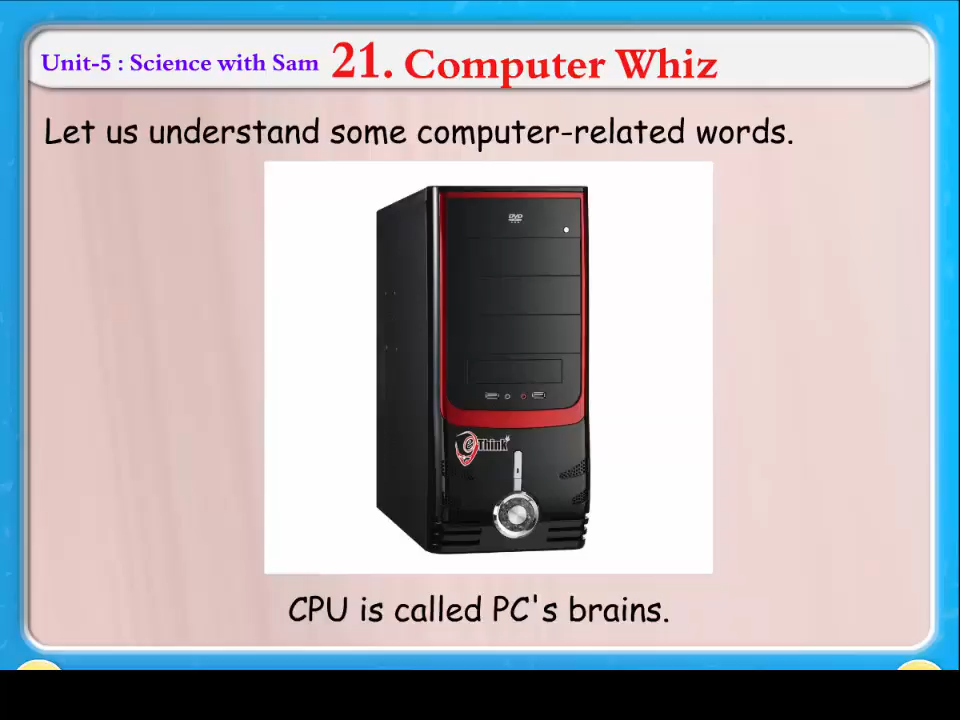 Unit-5 : Science with Sam 21. Computer Whiz
Let us understand some computer-related words.
DVD
eThink
CPU is called PC's brains.